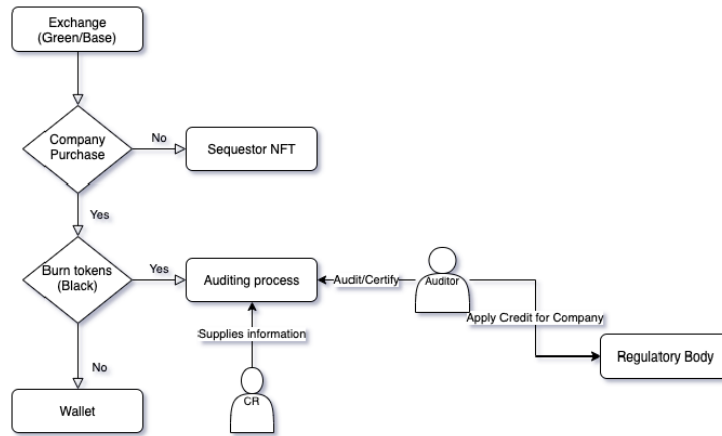 Exchange
(Green/Base)
Company
Purchase
No
Sequestor NFT
Yes
Burn tokens
(Black)
Yes
Auditing process
Audit/Certify
Auditor
Apply Credit for Company
Supplies information
Regulatory Body
No
CR
Wallet